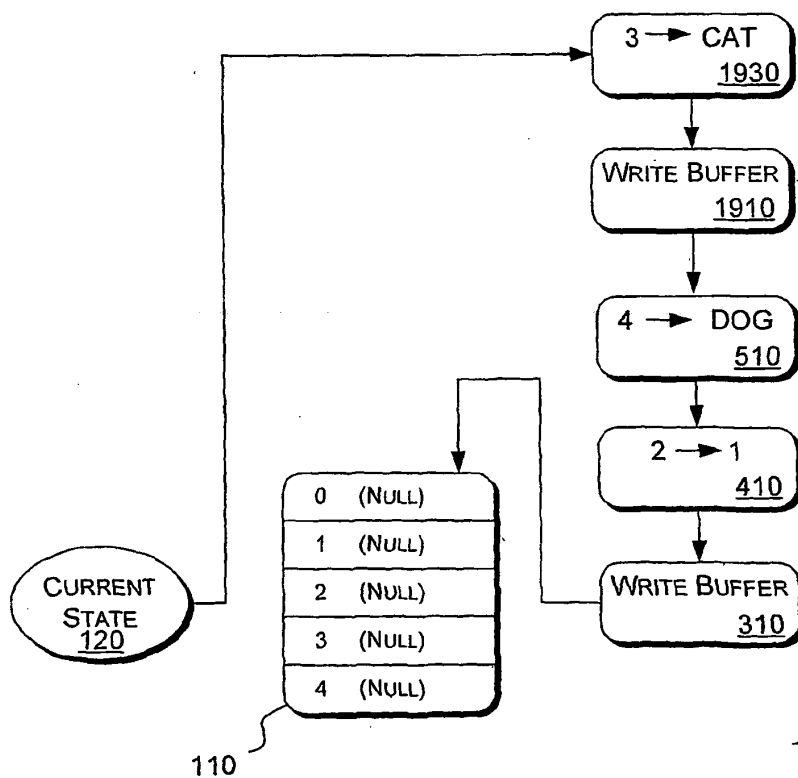 3 → CAT
1930
WRITE BUFFER
1910
4 → DOG
510
2 → 1
410
WRITE BUFFER
310
0 (NULL)
1 (NULL)
2 (NULL)
3 (NULL)
4 (NULL)
110
CURRENT
STATE
120